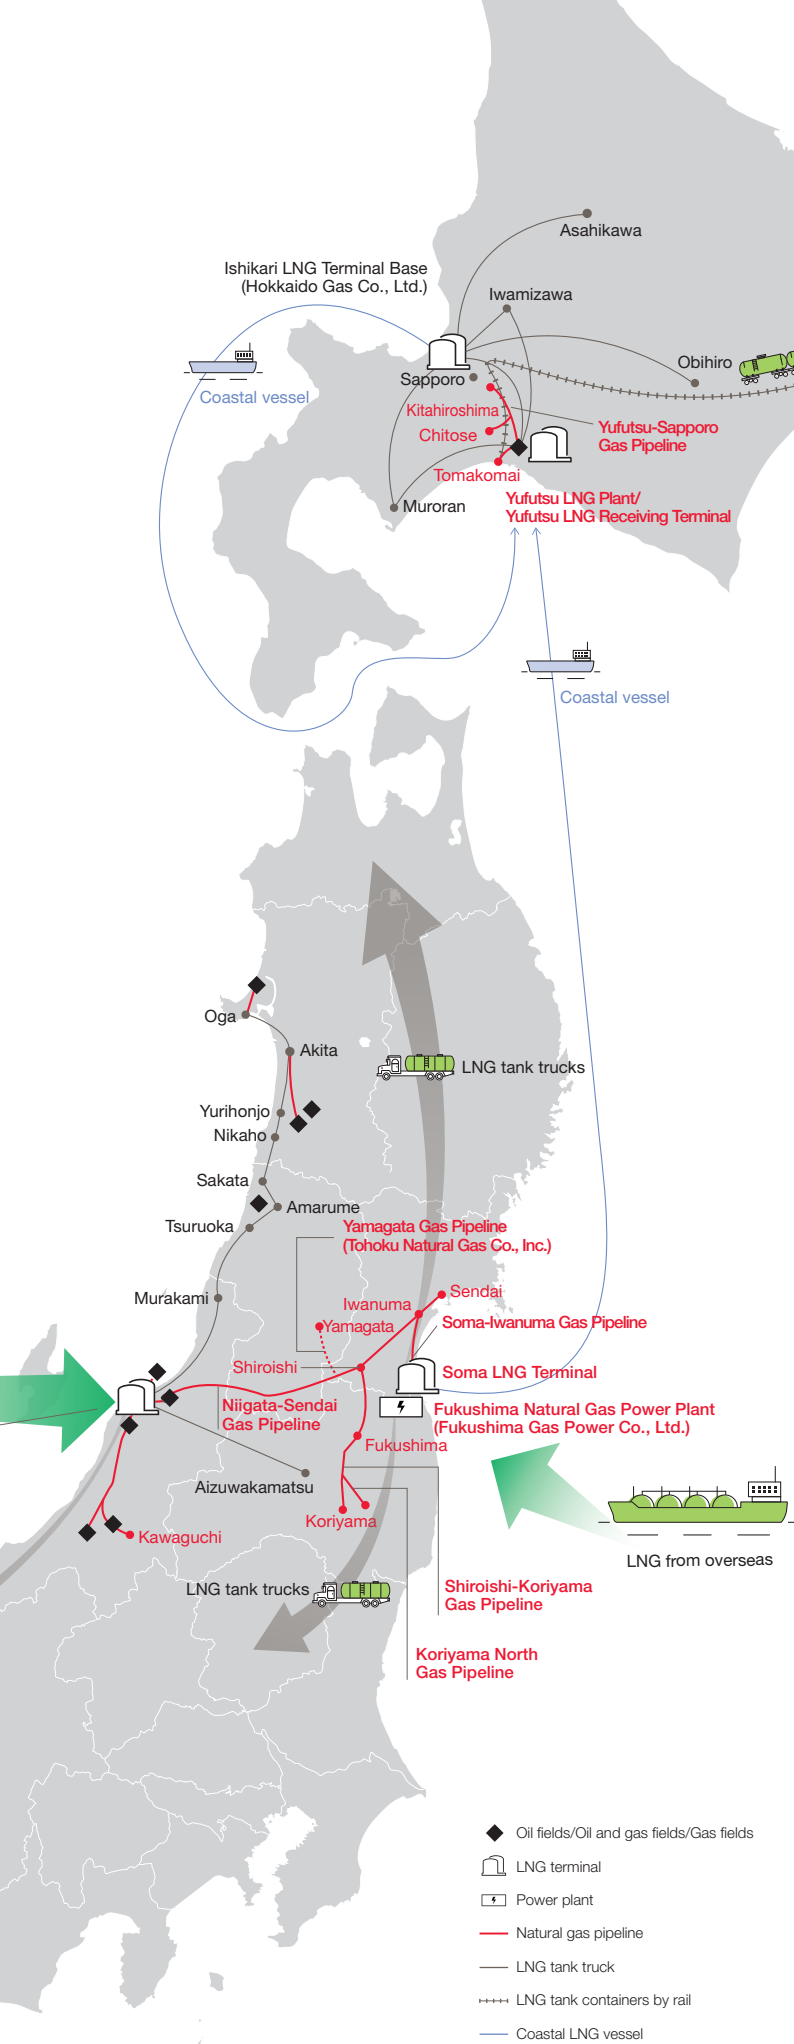 Asahikawa
Ishikari LNG Terminal Base
(Hokkaido Gas Co., Ltd.)
Iwamizawa
Obihiro
Sapporo
Coastal vessel
Kitahiroshima
Chitose
Yufutsu-Sapporo
Gas Pipeline
Tomakomai
Muroran
Yufutsu LNG Plant/
Yufutsu LNG Receiving Terminal
Coastal vessel
Oga
Akita
LNG tank trucks
Yurihonjo
Nikaho
Sakata
Amarume
Tsuruoka
Yamagata Gas Pipeline
(Tohoku Natural Gas Co., Inc.)
Murakami
Sendai
Iwanuma
Yamagata
Soma-Iwanuma Gas Pipeline
Shiroishi
Soma LNG Terminal
Niigata-Sendai
Gas Pipeline
Fukushima Natural Gas Power Plant
(Fukushima Gas Power Co., Ltd.)
Fukushima
Aizuwakamatsu
Koriyama
Kawaguchi
LNG from overseas
LNG tank trucks
Shiroishi-Koriyama
Gas Pipeline
Koriyama North
Gas Pipeline
Oil fields/Oil and gas fields/Gas fields
LNG terminal
Power plant
Natural gas pipeline
LNG tank truck
LNG tank containers by rail
Coastal LNG vessel